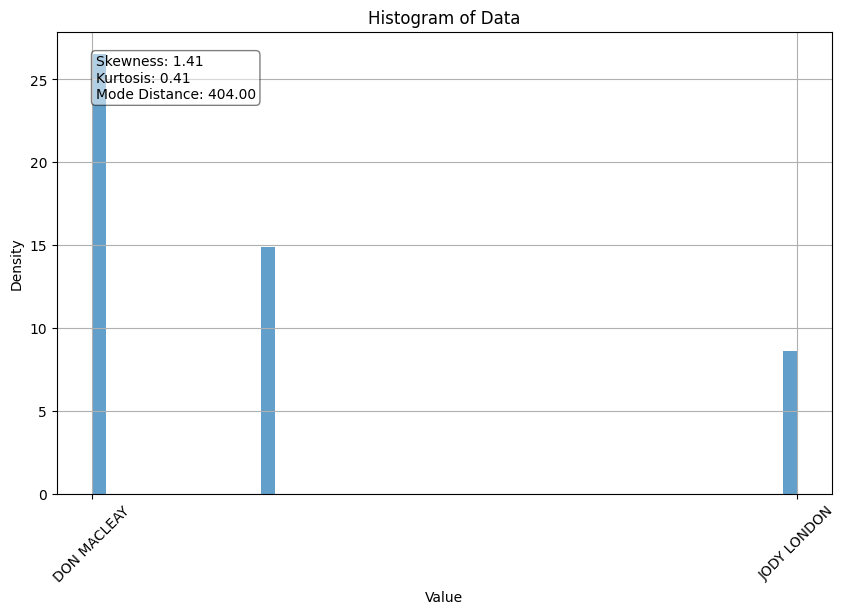 Histogram of Data
Skewness: 1.41
Kurtosis: 0.41
Mode Distance: 404.00
Density
25
20
15
10
5
0
DON MACLEAY
JODY LONDON
Value